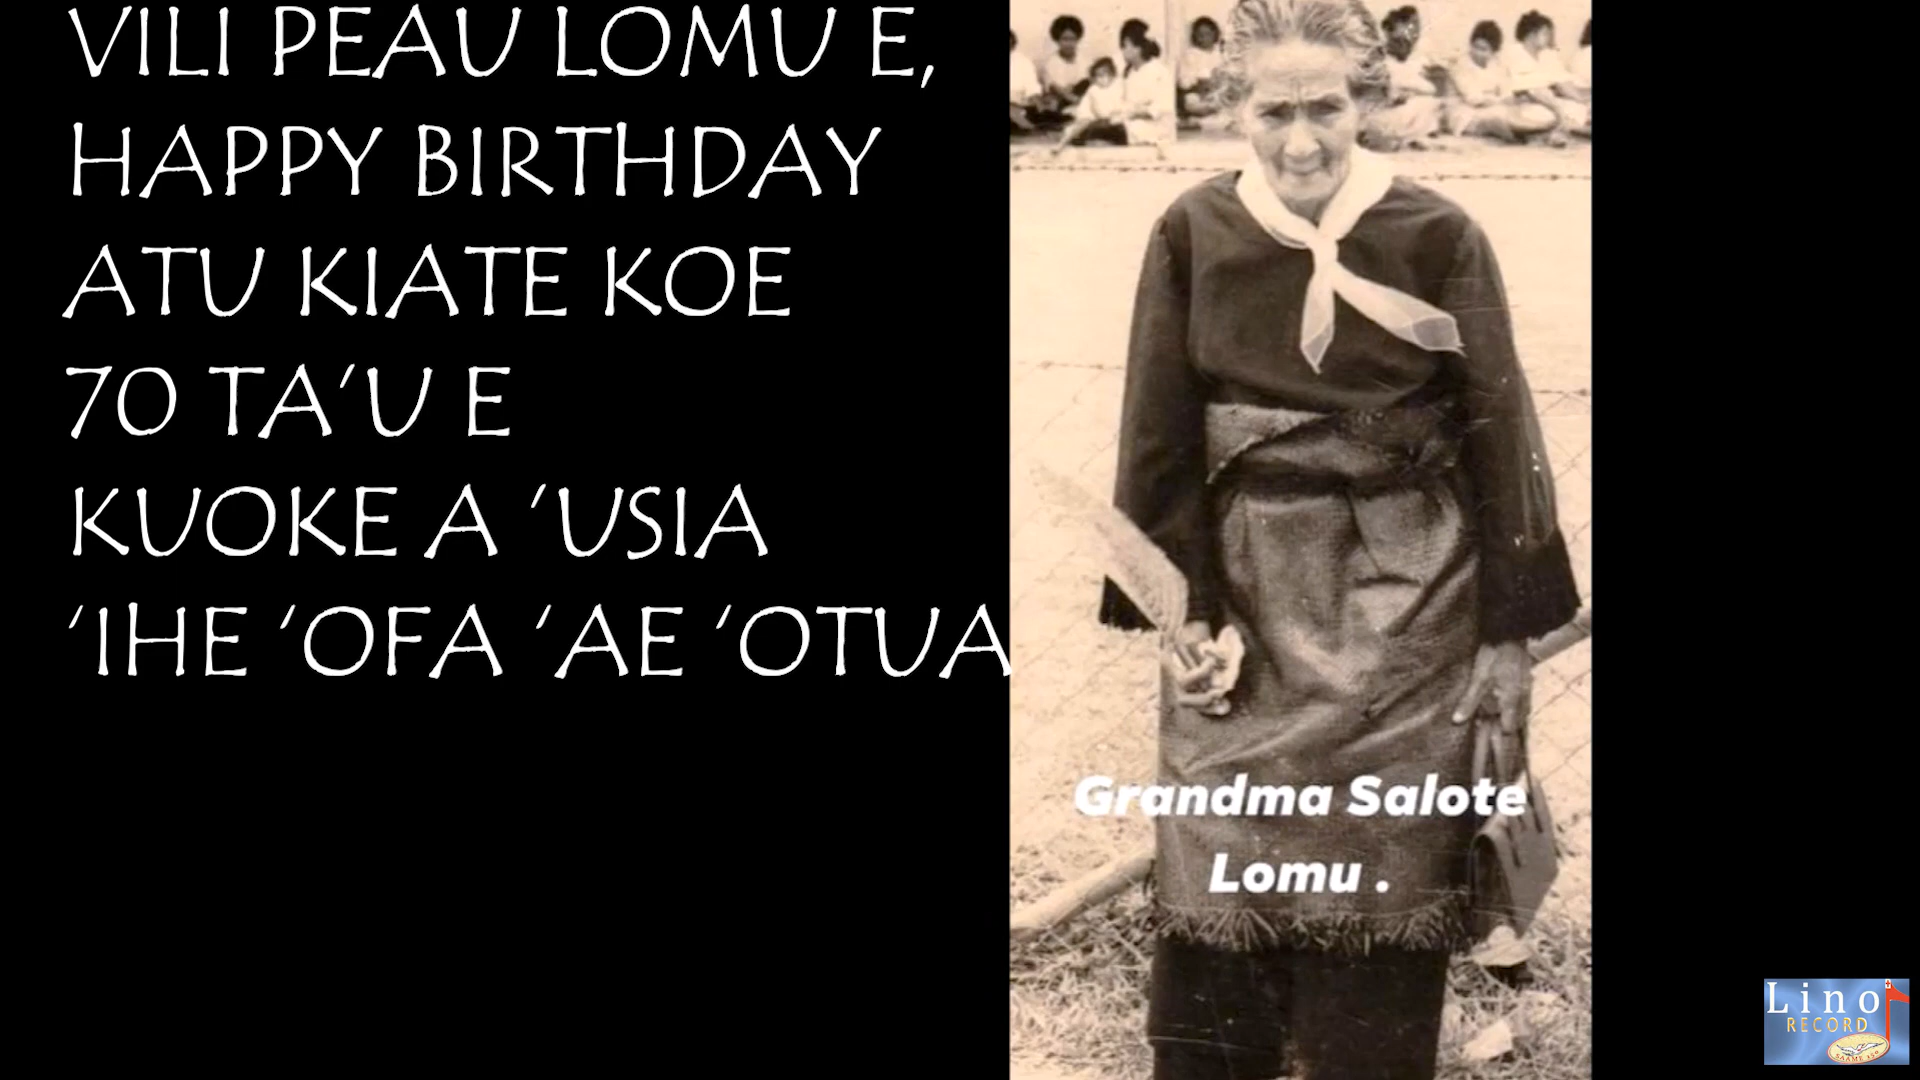 VILI PEAU LOMU E,
HAPPY BIRTHDAY
ATU KIATE KOE
70 TA’U E
KUOKE A ‘USIA
‘IHE ‘OFA ‘AE ‘OTUA
Grandma Salote
Lomu .
Lino
RECORD